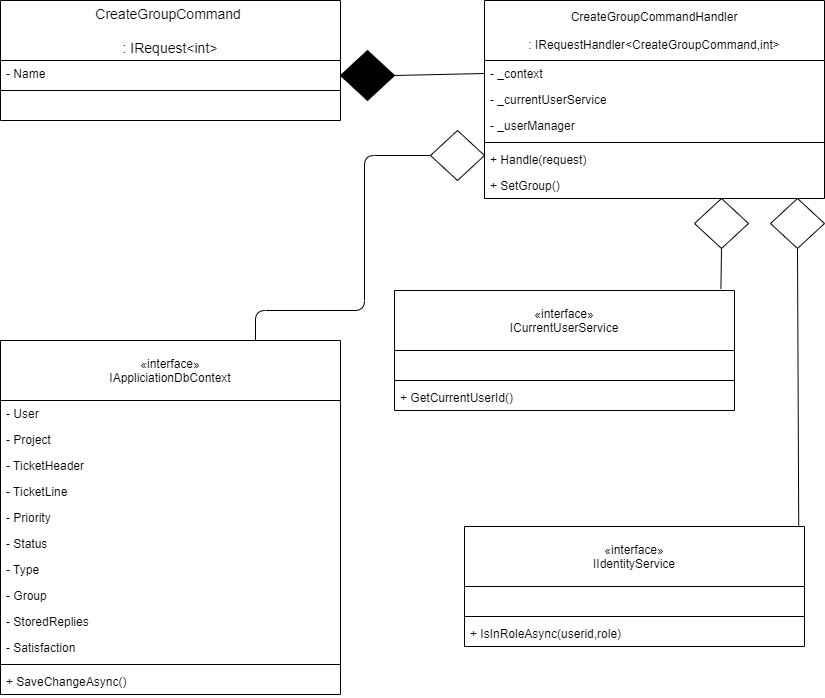 CreateGroupCommand
: IRequest<int>
- Name
CreateGroupCommandHandler
: IRequestHandler<CreateGroupCommand,int>
- _context
- _currentUserService
- _userManager
+ Handle(request)
+ SetGroup()
«interface»
ICurrentUserService
+ GetCurrentUserId()
«interface»
IAppliciationDbContext
- User
- Project
- TicketHeader
- TicketLine
- Priority
- Status
- Type
- Group
- StoredReplies
- Satisfaction
+ SaveChangeAsync()
«interface»
IIdentityService
+ IsInRoleAsync(userid,role)